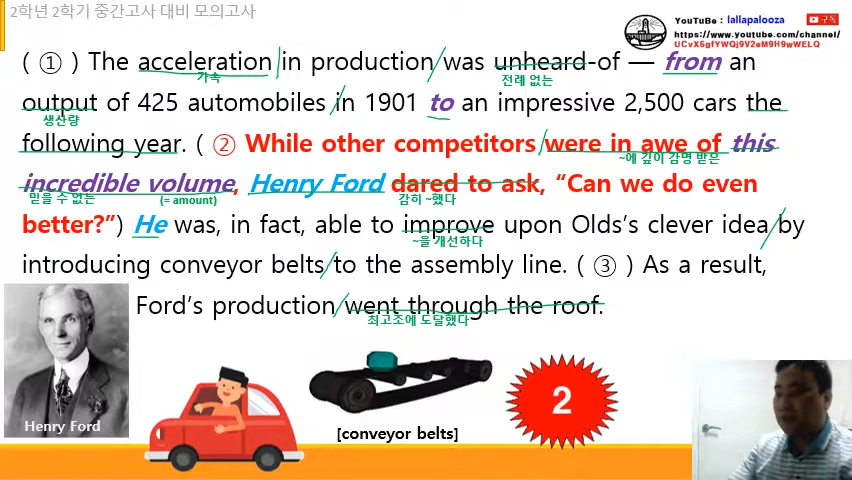 2학년 2학기 중간고사 대비 모의고사
YouTuBe : lallapalooza 구독
https://www.youtube.com/channel/
UCvX6gfYWQj9V2eM9H9wWELQ
( ① ) The acceleration in production was unheard-of — from an
가속
전례 없는
output of 425 automobiles in 1901 to an impressive 2,500 cars the
생산량
following year. ( ② While other competitors were in awe of this
~에 깊이 감명 받은
incredible volume, Henry Ford dared to ask, “Can we do even
믿을 수 없는
(= amount)
감히 ~했다
better?”) He was, in fact, able to improve upon Olds’s clever idea by
~을 개선하다
introducing conveyor belts to the assembly line. ( ③ ) As a result,
Ford’s production went through the roof.
최고조에 도달했다
Henry Ford
[conveyor belts]
2